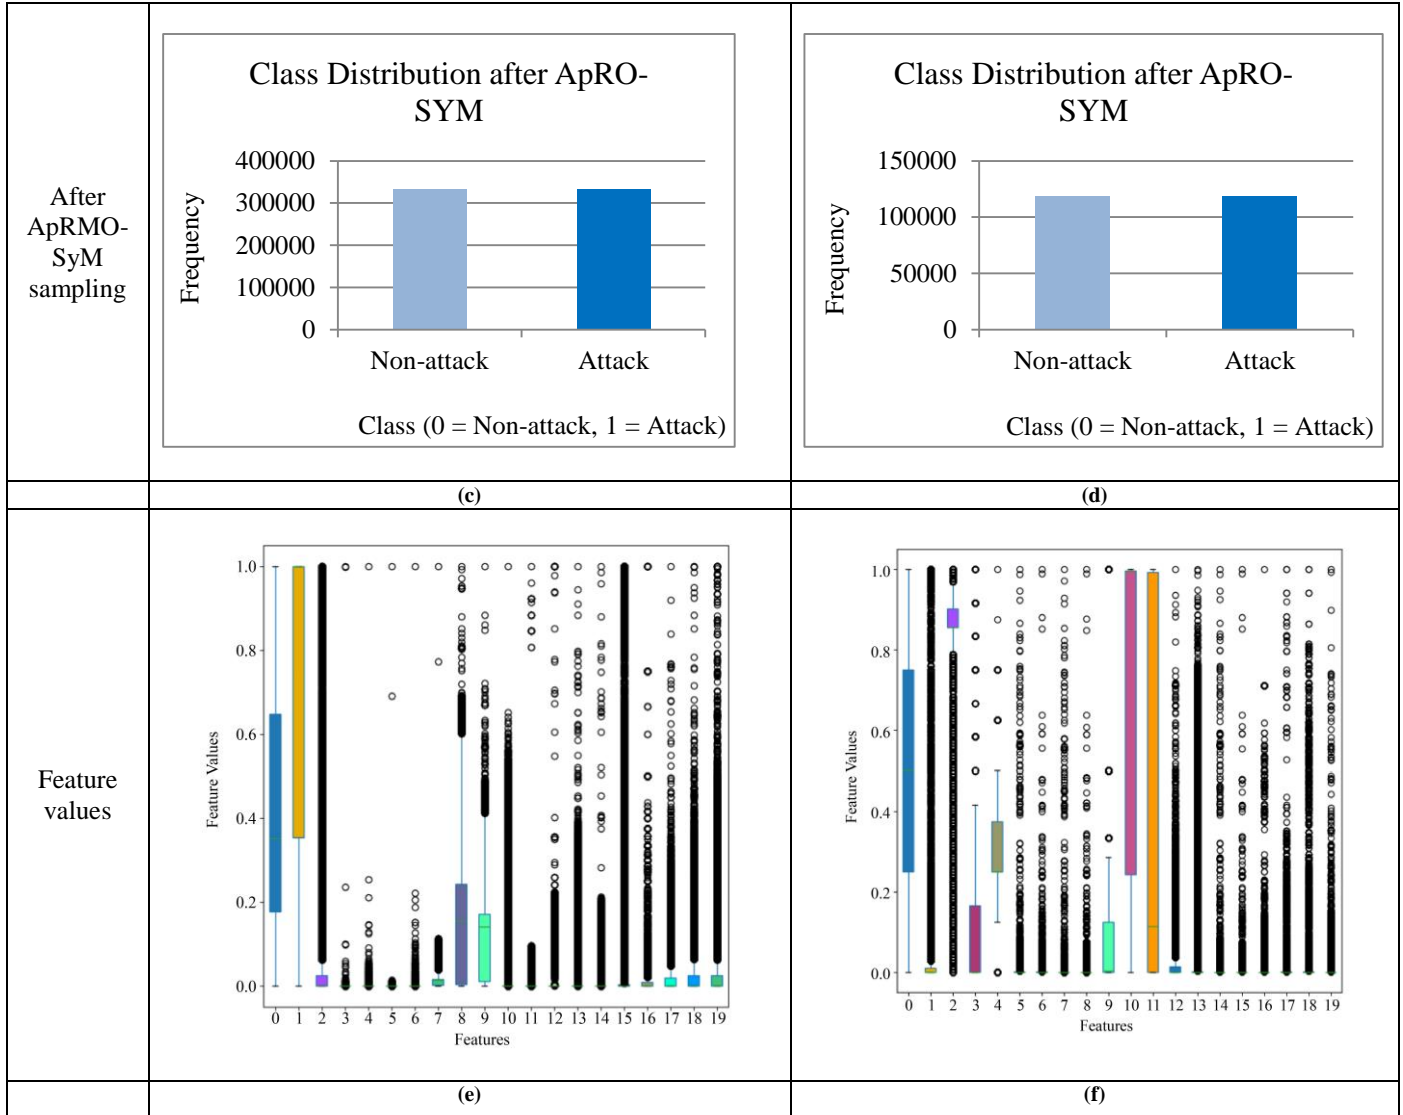 After
ApRMO-
SyM
sampling
Class Distribution after ApRO-
SYM
400000
300000
200000
100000
0
Frequency
Non-attack Attack
Class (0 = Non-attack, 1 = Attack)
Class Distribution after ApRO-
SYM
150000
100000
50000
0
Frequency
Non-attack Attack
Class (0 = Non-attack, 1 = Attack)
(c) (d)
Feature
values
1.0
0.8
0.6
0.4
0.2
0.0
Feature Values
0 1 2 3 4 5 6 7 8 9 10 11 12 13 14 15 16 17 18 19
Features
1.0
0.8
0.6
0.4
0.2
0.0
Feature Values
0 1 2 3 4 5 6 7 8 9 10 11 12 13 14 15 16 17 18 19
Features
(e) (f)